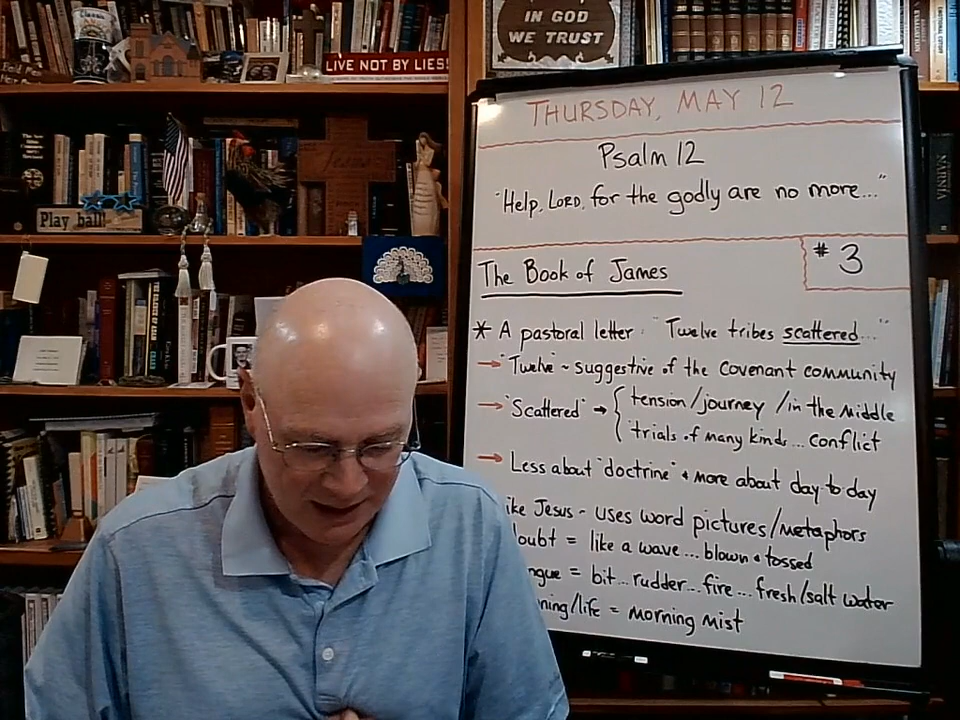 IN GOD
WE TRUST
LIVE NOT BY LIES!
Play ball!
Jesus
THURSDAY, MAY 12
Psalm 12
"Help, LORD, for the godly are no more..."
#3
The Book of James
* A pastoral letter: "Twelve tribes scattered..."
→ "Twelve" ~ suggestive of the covenant community
→ "Scattered" → { tension/journey /in the middle
trials of many kinds... conflict
→ Less about "doctrine" + more about day to day
ike Jesus ~ uses word pictures/metaphors
oubt = like a wave... blown + tossed
ngue = bit... rudder... fire... fresh/salt water
ning/life = morning mist